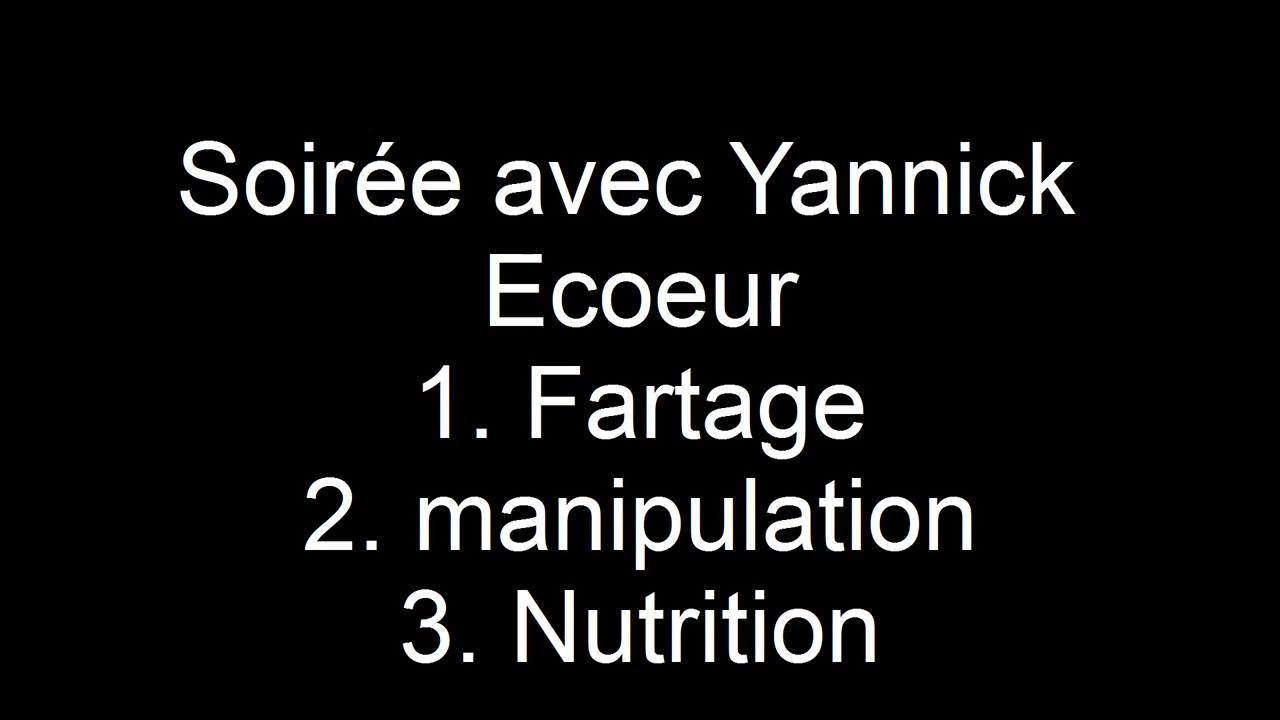 Soirée avec Yannick
Ecoeur
1. Fartage
2. manipulation
3. Nutrition